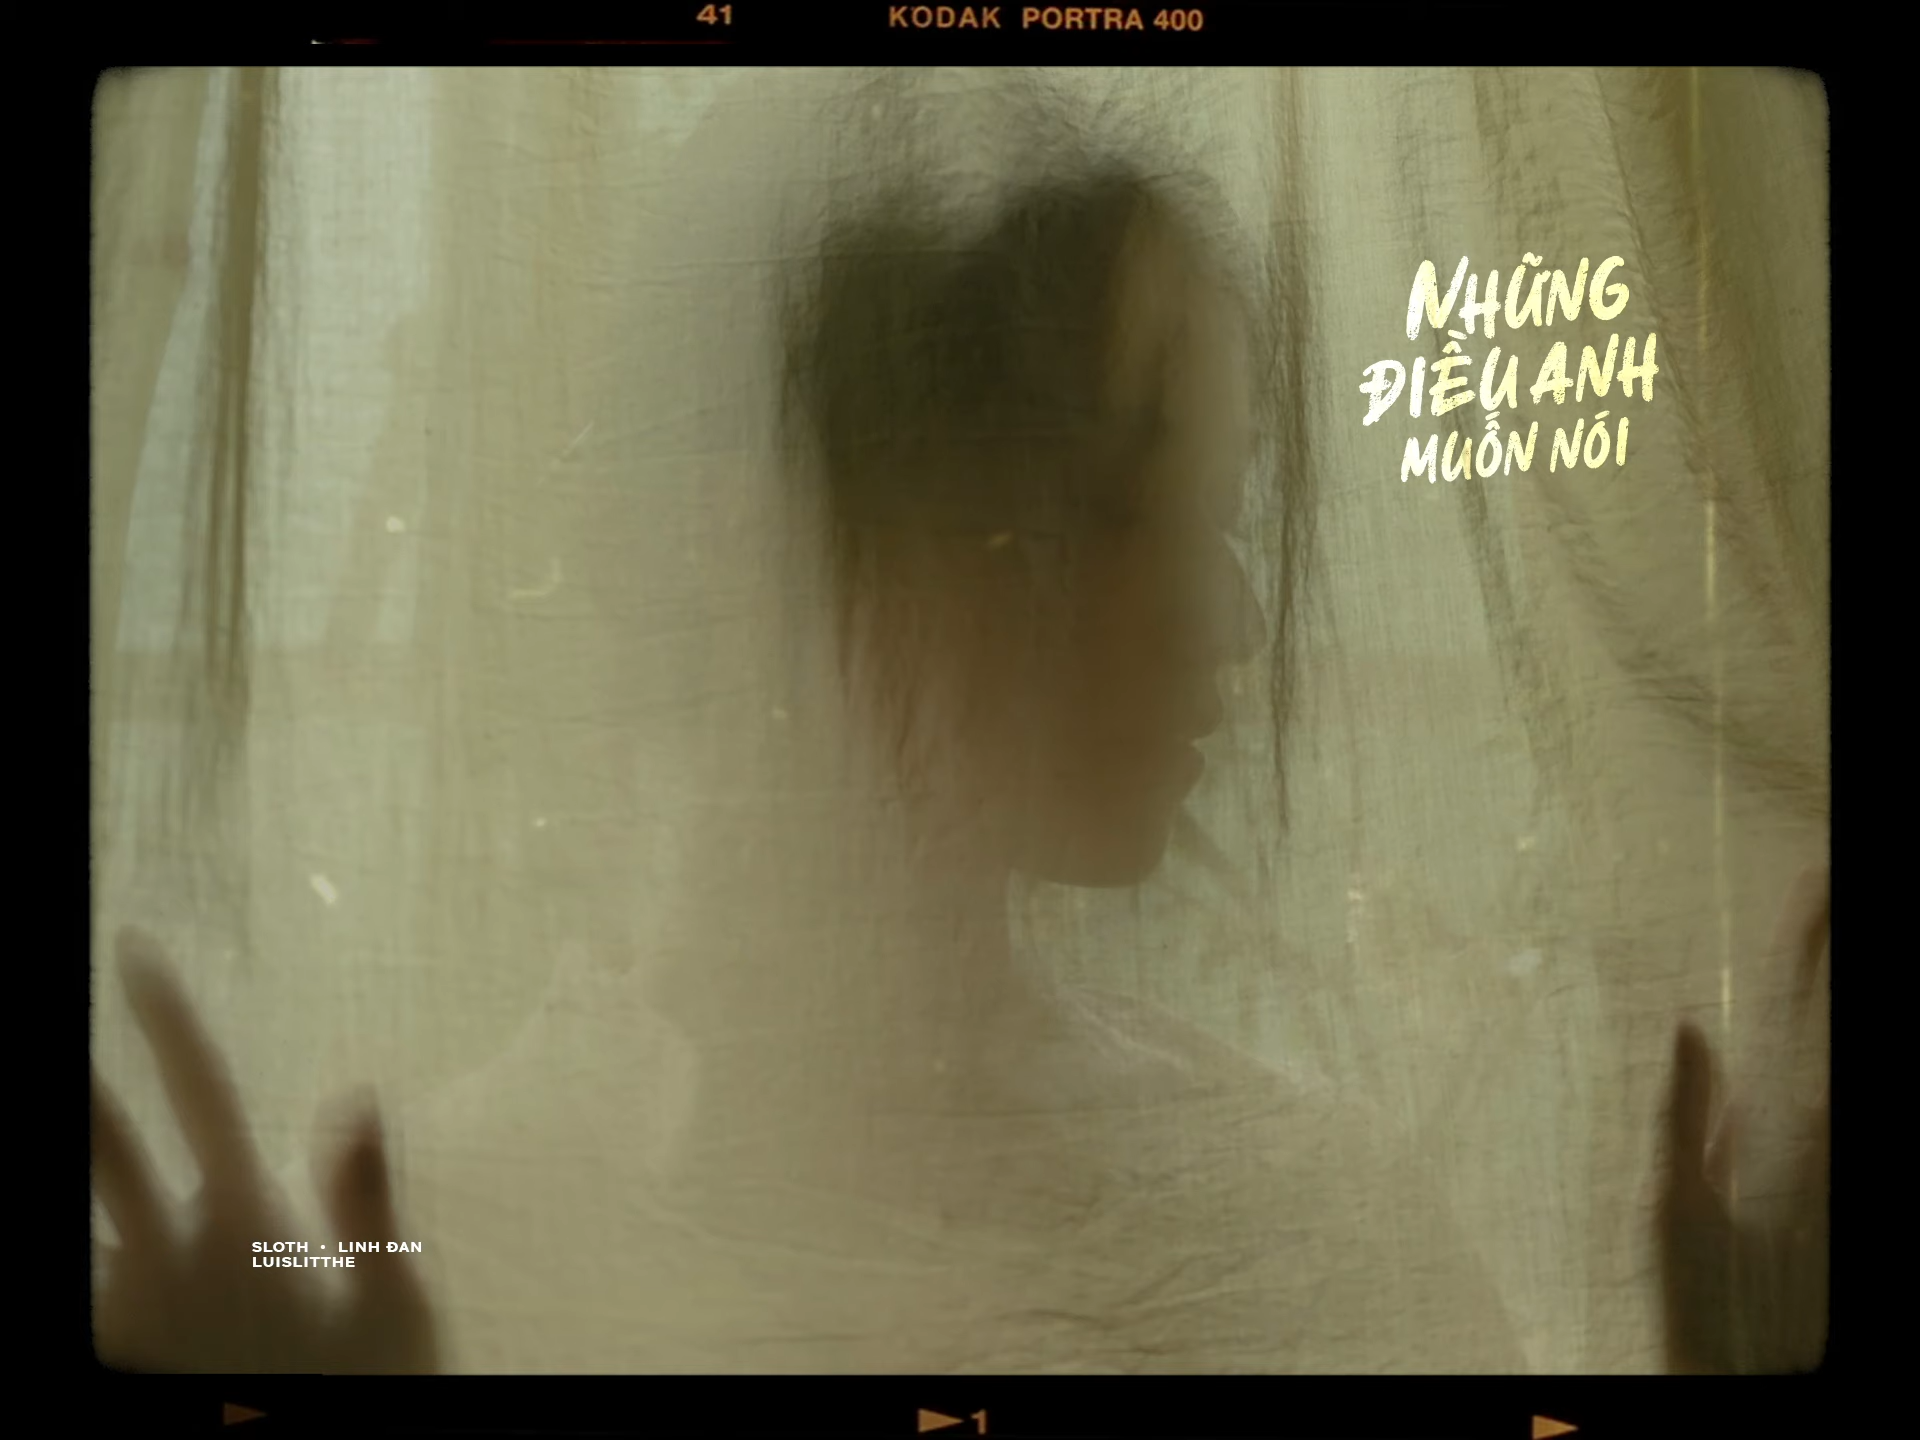 41 KODAK PORTRA 400
NHỮNG
ĐIỀU ANH
MUỐN NÓI
SLOTH • LINH ĐAN
LUISLITTHE
1